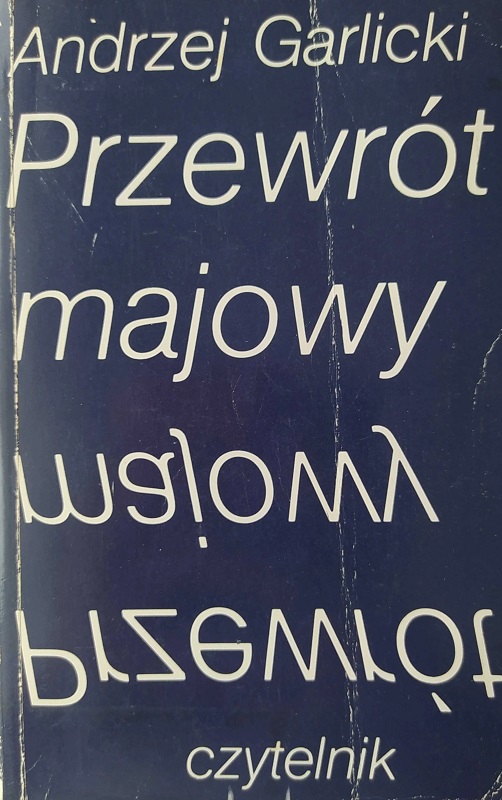 Andrzej Garlicki
Przewrót
majowy
majowy
Przewrót
czytelnik